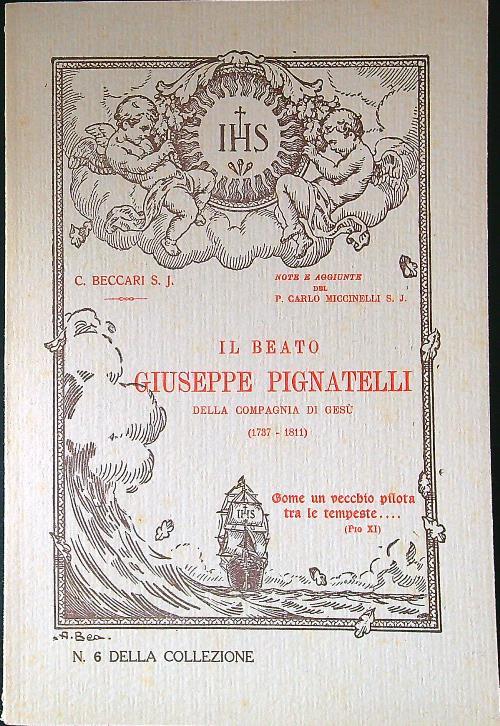 IHS
C. BECCARI S. J.
NOTE E AGGIUNTE
DEL
P. CARLO MICCINELLI S. J.
IL BEATO
GIUSEPPE PIGNATELLI
DELLA COMPAGNIA DI GESÙ
(1737 - 1811)
Come un vecchio pilota
tra le tempeste....
(PIO XI)
IHS
A. Bea.
N. 6 DELLA COLLEZIONE